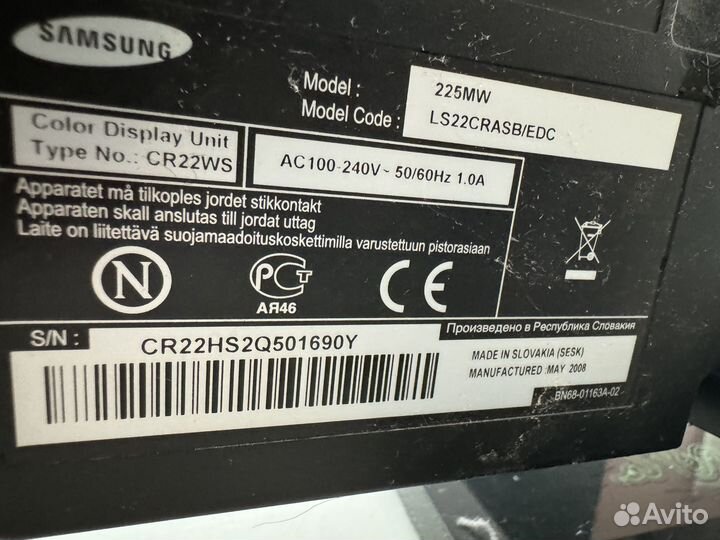 SAMSUNG
Model : 225MW
Model Code : LS22CRASB/EDC
Color Display Unit
Type No.: CR22WS
AC100-240V~ 50/60Hz 1.0A
Apparatet må tilkoples jordet stikkontakt
Apparaten skall anslutas till jordat uttag
Laite on liitettävä suojamaadoituskoskettimilla varustettuun pistorasiaan
N
РСТ
АЯ46
CE
S/N : CR22HS2Q501690Y
Произведено в Республика Словакия
MADE IN SLOVAKIA (SESK)
MANUFACTURED :MAY 2008
BN68-01163A-02
Avito